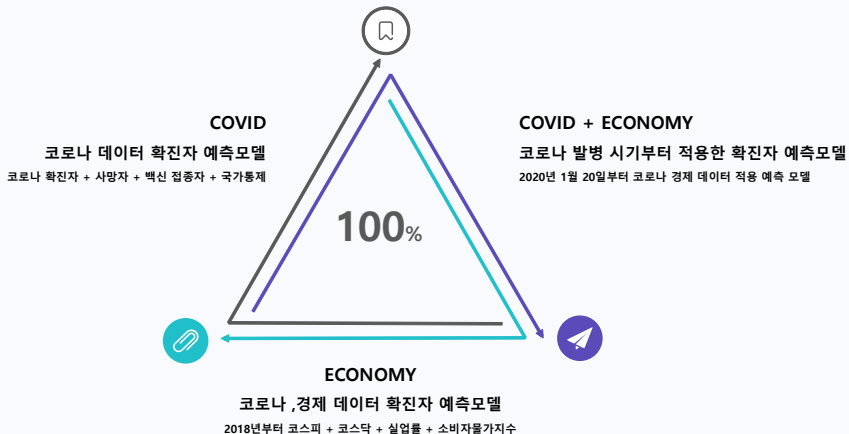 COVID
코로나 데이터 확진자 예측모델
코로나 확진자 + 사망자 + 백신 접종자 + 국가통제
COVID + ECONOMY
코로나 발병 시기부터 적용한 확진자 예측모델
2020년 1월 20일부터 코로나 경제 데이터 적용 예측 모델
100%
ECONOMY
코로나 ,경제 데이터 확진자 예측모델
2018년부터 코스피 + 코스닥 + 실업률 + 소비자물가지수